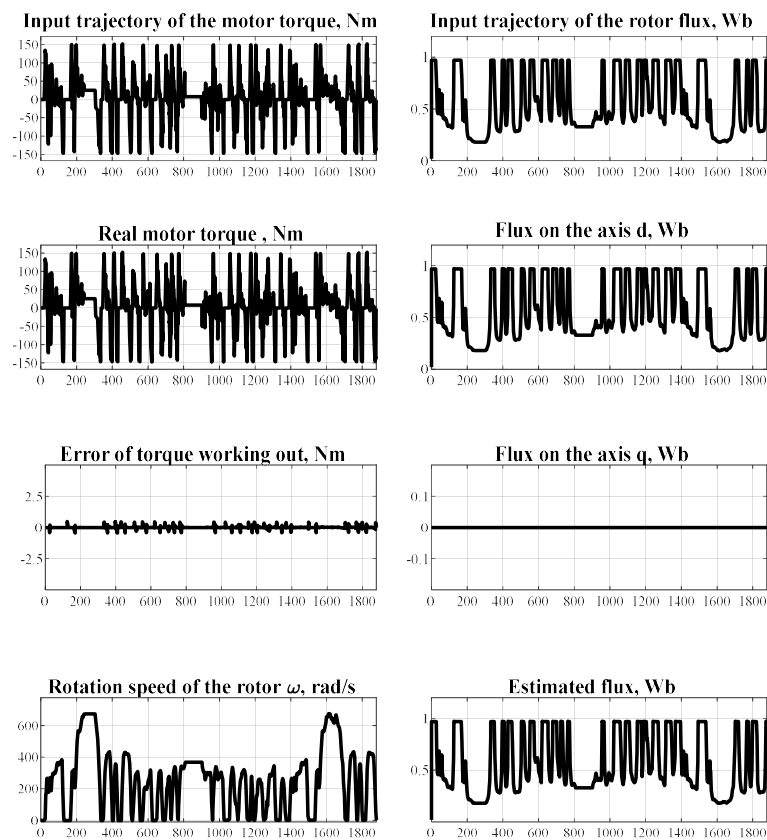 Input trajectory of the motor torque, Nm
150
100
50
0
-50
-100
-150
0 200 400 600 800 1000 1200 1400 1600 1800
Input trajectory of the rotor flux, Wb
1
0.5
0
0 200 400 600 800 1000 1200 1400 1600 1800
Real motor torque , Nm
150
100
50
0
-50
-100
-150
0 200 400 600 800 1000 1200 1400 1600 1800
Flux on the axis d, Wb
1
0.5
0
0 200 400 600 800 1000 1200 1400 1600 1800
Error of torque working out, Nm
2.5
0
-2.5
0 200 400 600 800 1000 1200 1400 1600 1800
Flux on the axis q, Wb
0.1
0
-0.1
0 200 400 600 800 1000 1200 1400 1600 1800
Rotation speed of the rotor ω, rad/s
600
400
200
0
0 200 400 600 800 1000 1200 1400 1600 1800
Estimated flux, Wb
1
0.5
0 200 400 600 800 1000 1200 1400 1600 1800